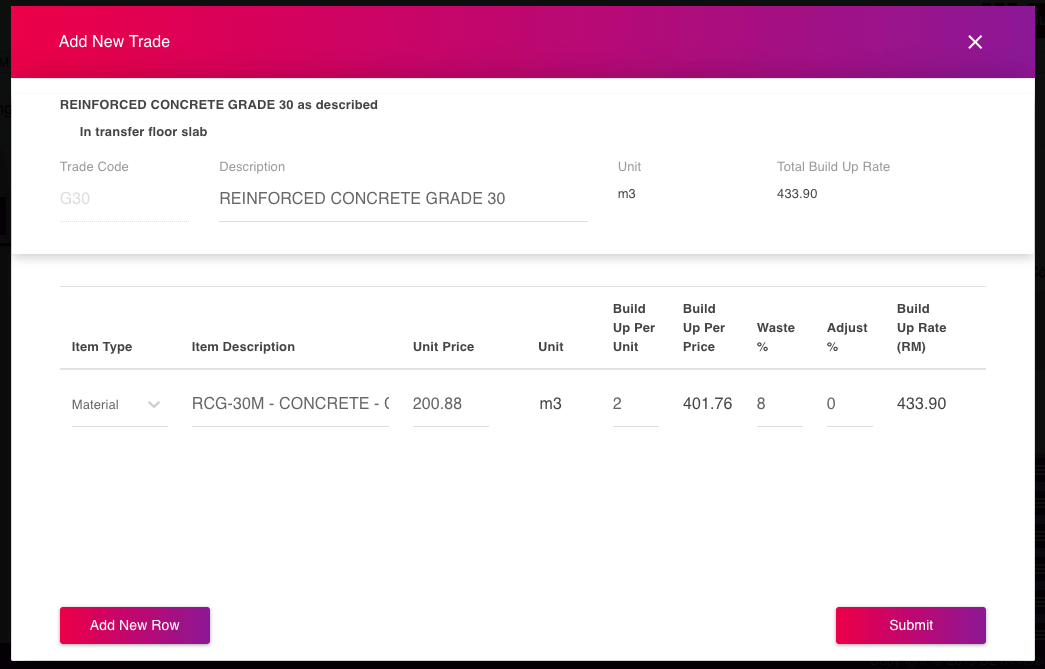 Add New Trade
REINFORCED CONCRETE GRADE 30 as described
In transfer floor slab
Trade Code Description Unit Total Build Up Rate
G30 REINFORCED CONCRETE GRADE 30 m3 433.90
Item Type Item Description Unit Price Unit Build Up Per Unit Build Up Per Price Waste % Adjust % Build Up Rate (RM)
Material RCG-30M - CONCRETE - 200.88 m3 2 401.76 8 0 433.90
Add New Row Submit